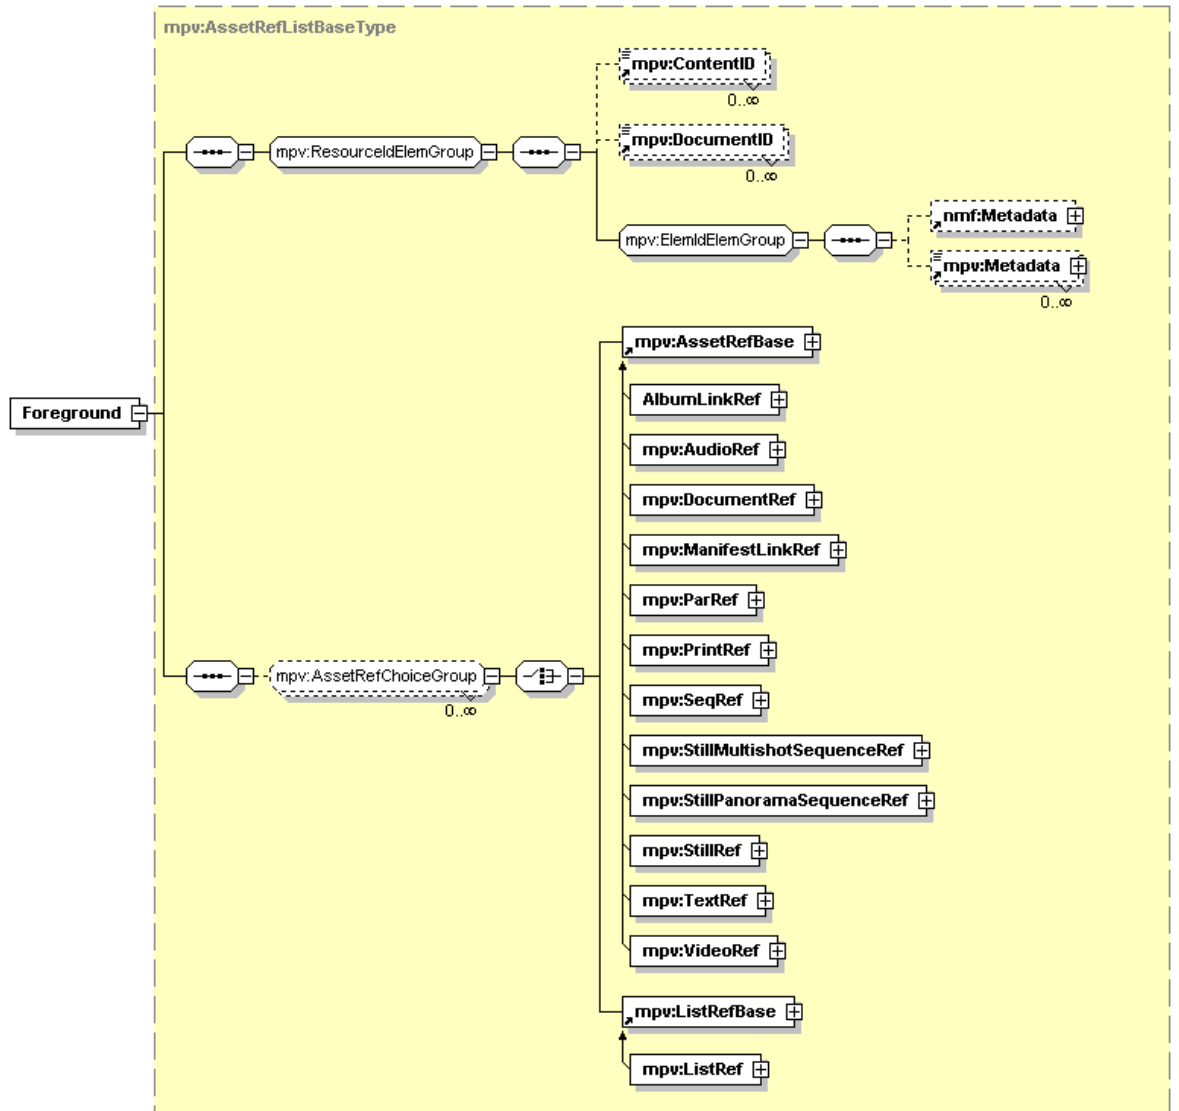 mpv:AssetRefListBaseType
mpv:ContentID
0..∞
mpv:DocumentID
0..∞
mpv:ResourceIdElemGroup
mpv:ElemIdElemGroup
nmf:Metadata
mpv:Metadata
0..∞
mpv:AssetRefBase
Foreground
AlbumLinkRef
mpv:AudioRef
mpv:DocumentRef
mpv:ManifestLinkRef
mpv:ParRef
mpv:PrintRef
mpv:AssetRefChoiceGroup
0..∞
mpv:SeqRef
mpv:StillMultishotSequenceRef
mpv:StillPanoramaSequenceRef
mpv:StillRef
mpv:TextRef
mpv:VideoRef
mpv:ListRefBase
mpv:ListRef